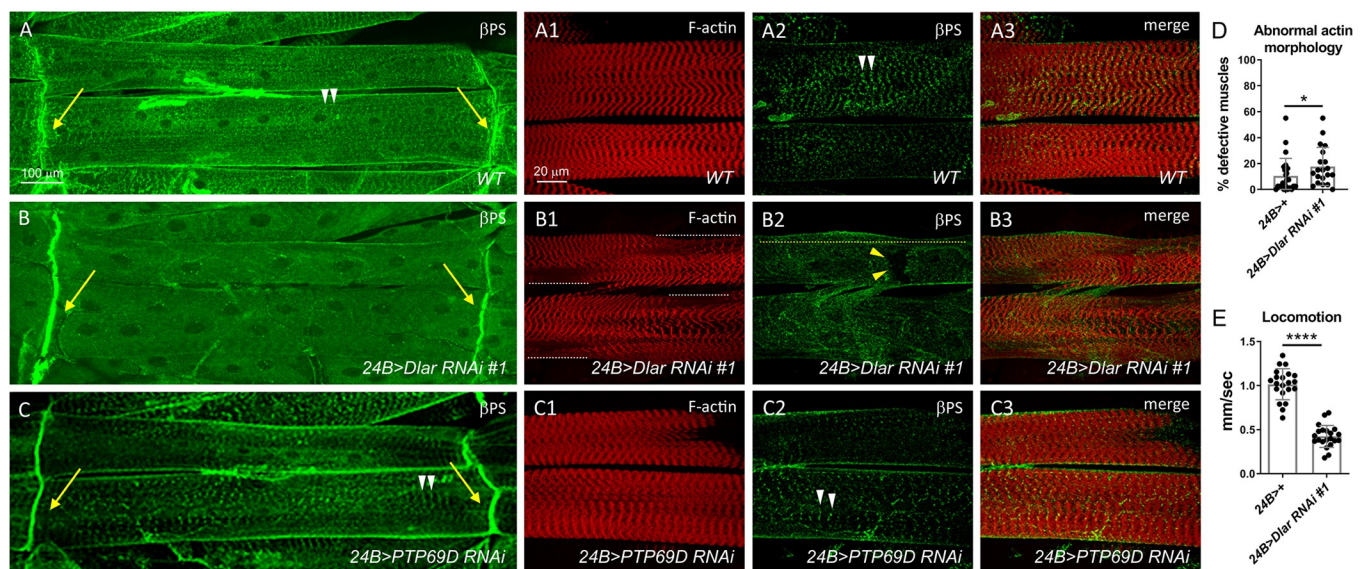 A
βPS
100 μm
WT
A1
F-actin
20 μm
WT
A2
βPS
WT
A3
merge
WT
B
βPS
24B>Dlar RNAi #1
B1
F-actin
24B>Dlar RNAi #1
B2
βPS
24B>Dlar RNAi #1
B3
merge
24B>Dlar RNAi #1
C
βPS
24B>PTP69D RNAi
C1
F-actin
24B>PTP69D RNAi
C2
βPS
24B>PTP69D RNAi
C3
merge
24B>PTP69D RNAi
D
Abnormal actin
morphology
% defective muscles
100
80
60
40
20
0
*
24B>+
24B>Dlar RNAi #1
E
Locomotion
mm/sec
1.5
1.0
0.5
0.0
****
24B>+
24B>Dlar RNAi #1